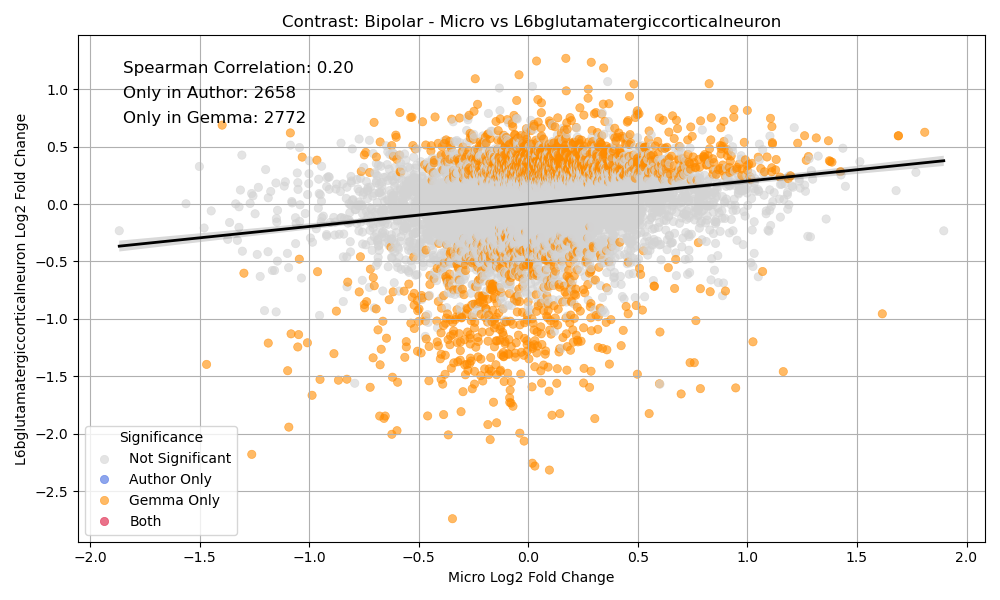 Contrast: Bipolar - Micro vs L6bglutamatergiccorticalneuron
Spearman Correlation: 0.20
Only in Author: 2658
Only in Gemma: 2772
L6bglutamatergiccorticalneuron Log2 Fold Change
1.0
0.5
0.0
−0.5
−1.0
−1.5
−2.0
−2.5
Significance
Not Significant
Author Only
Gemma Only
Both
−2.0 −1.5 −1.0 −0.5 0.0 0.5 1.0 1.5 2.0
Micro Log2 Fold Change